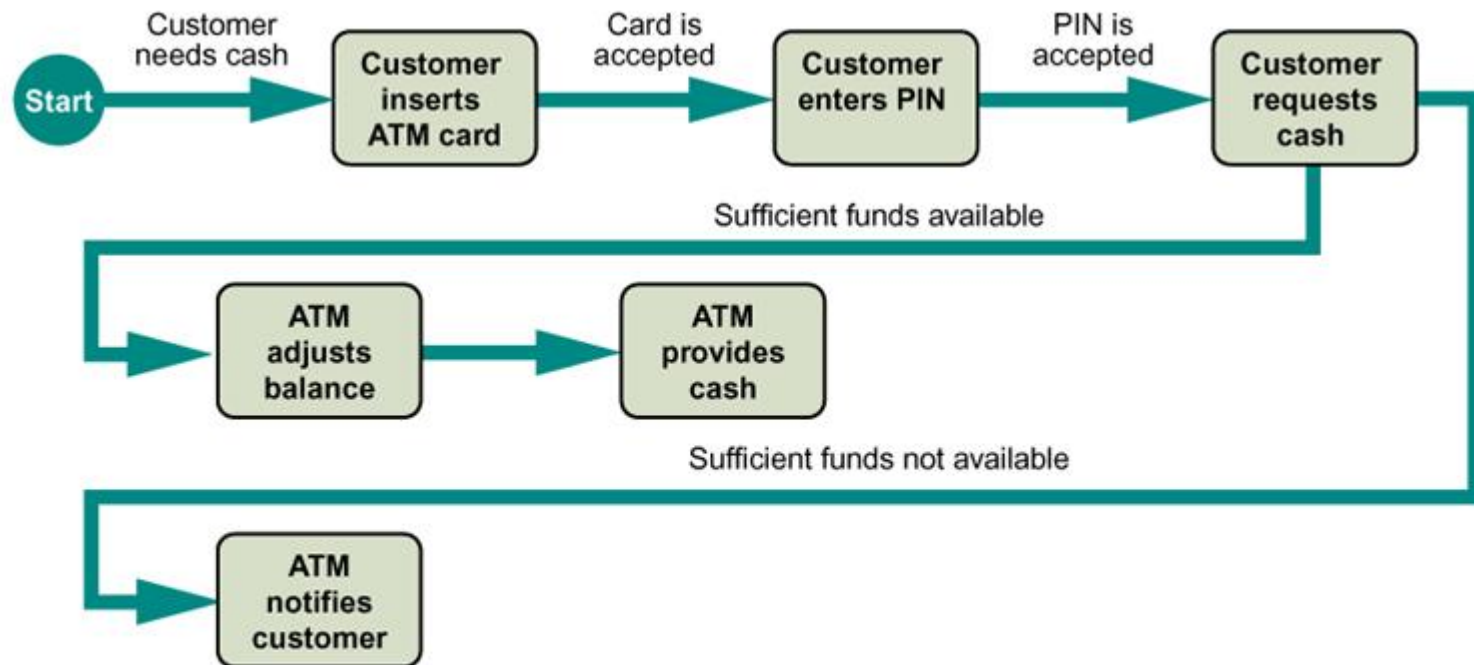 Start
Customer
needs cash
Customer
inserts
ATM card
Card is
accepted
Customer
enters PIN
PIN is
accepted
Customer
requests
cash
Sufficient funds available
ATM
adjusts
balance
ATM
provides
cash
Sufficient funds not available
ATM
notifies
customer